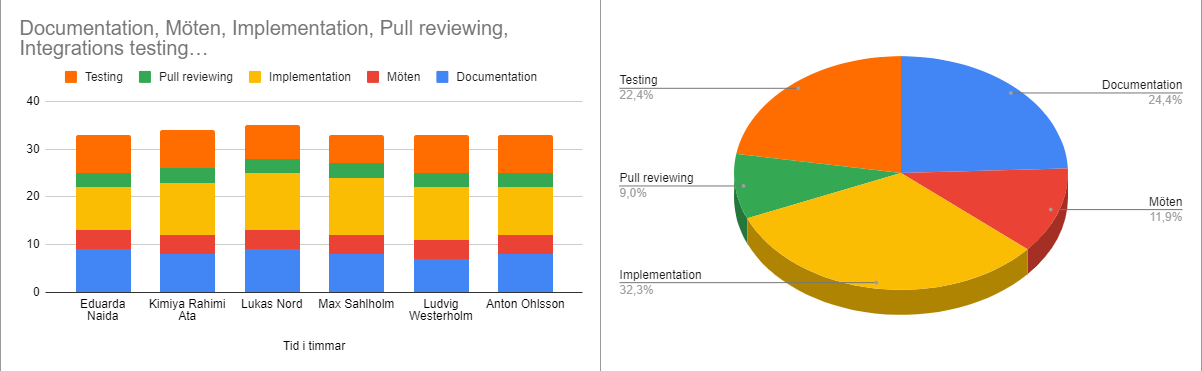 Documentation, Möten, Implementation, Pull reviewing,
Integrations testing…
Testing Pull reviewing Implementation Möten Documentation
40
30
20
10
0
Eduarda Naida
Kimiya Rahimi Ata
Lukas Nord
Max Sahlholm
Ludvig Westerholm
Anton Ohlsson
Tid i timmar
Testing
22,4%
Documentation
24,4%
Pull reviewing
9,0%
Möten
11,9%
Implementation
32,3%